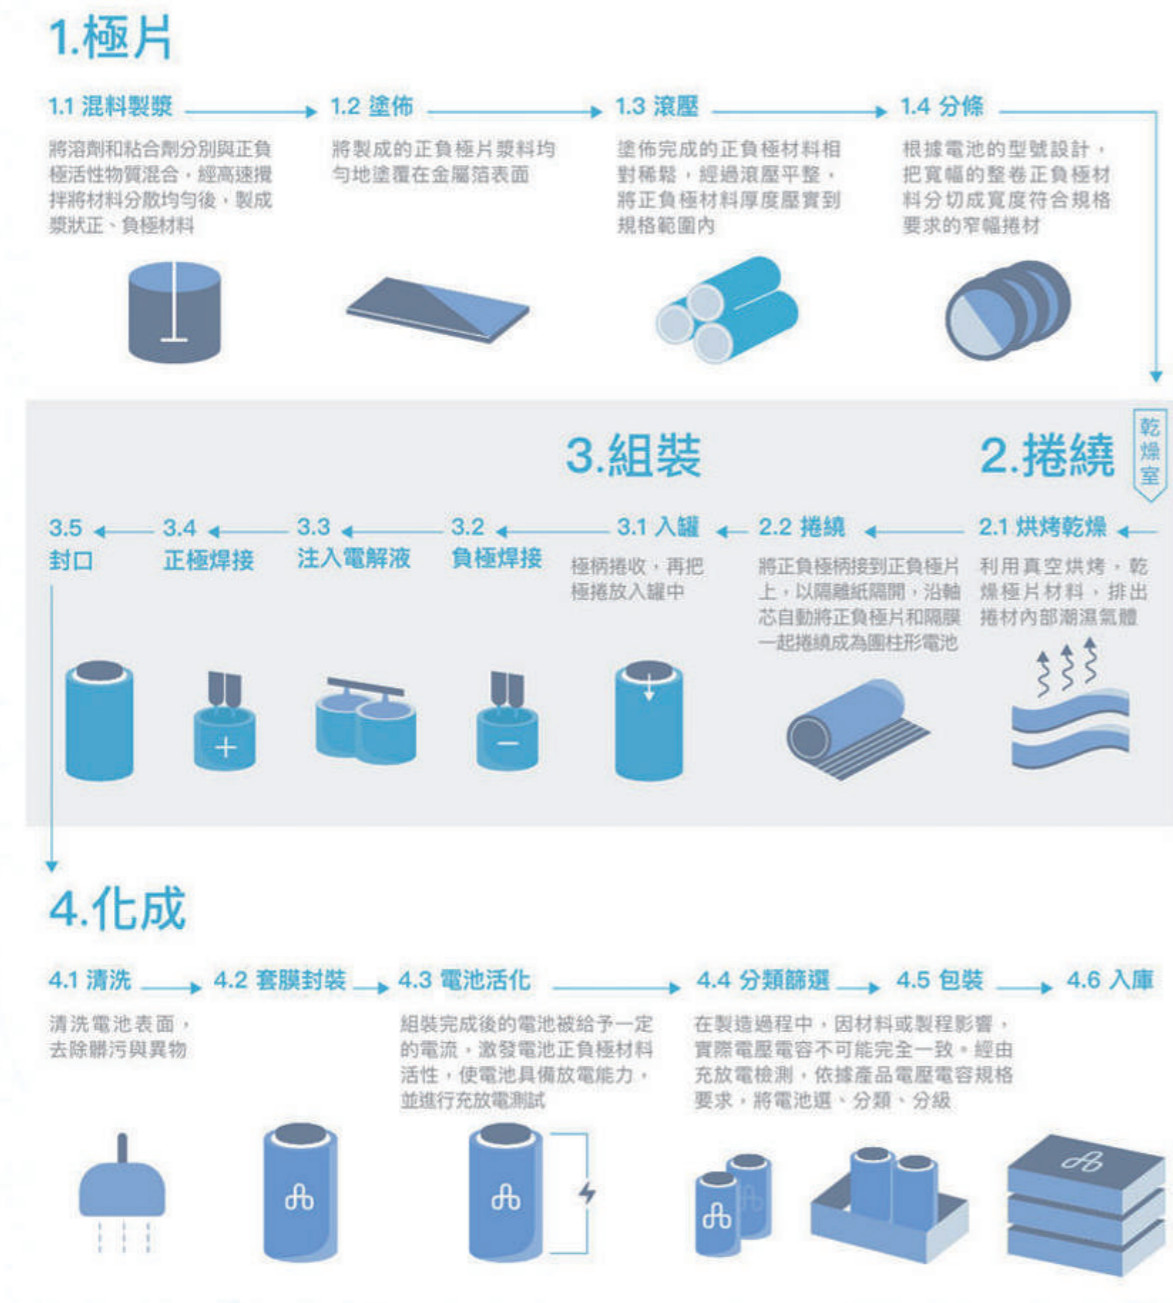 1.極片
1.1 混料製漿
將溶劑和粘合劑分別與正負
極活性物質混合，經高速攪
拌將材料分散均勻後，製成
漿狀正、負極材料
1.2 塗佈
將製成的正負極片漿料均
勻地塗覆在金屬箔表面
1.3 滾壓
塗佈完成的正負極材料相
對稀鬆，經過滾壓平整，
將正負極材料厚度壓實到
規格範圍內
1.4 分條
根據電池的型號設計，
把寬幅的整卷正負極材
料分切成寬度符合規格
要求的窄幅捲材
乾燥室
2.捲繞
2.1 烘烤乾燥
利用真空烘烤，乾
燥極片材料，排出
捲材內部潮濕氣體
2.2 捲繞
將正負極柄接到正負極片
上，以隔離紙隔開，沿軸
芯自動將正負極片和隔膜
一起捲繞成為圓柱形電池
3.組裝
3.1 入罐
極柄捲收，再把
極捲放入罐中
3.2
負極焊接
3.3
注入電解液
3.4
正極焊接
3.5
封口
4.化成
4.1 清洗
清洗電池表面，
去除髒污與異物
4.2 套膜封裝
4.3 電池活化
組裝完成後的電池被給予一定
的電流，激發電池正負極材料
活性，使電池具備放電能力，
並進行充放電測試
4.4 分類篩選
在製造過程中，因材料或製程影響，
實際電壓電容不可能完全一致。經由
充放電檢測，依據產品電壓電容規格
要求，將電池選、分類、分級
4.5 包裝
4.6 入庫